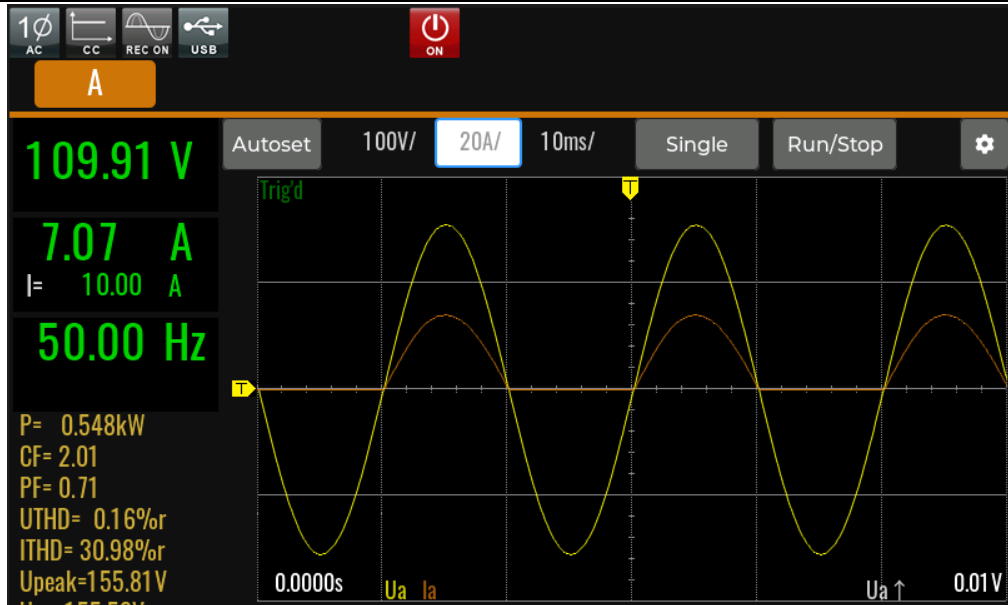 1Ø
AC
CC
REC ON
USB
ON
A
109.91 V
7.07 A
I= 10.00 A
50.00 Hz
P= 0.548kW
CF= 2.01
PF= 0.71
UTHD= 0.16%r
ITHD= 30.98%r
Upeak=155.81V
Autoset
100V/
20A/
10ms/
Single
Run/Stop
Trig'd
T
T
0.0000s
Ua Ia
Ua ↑
0.01V